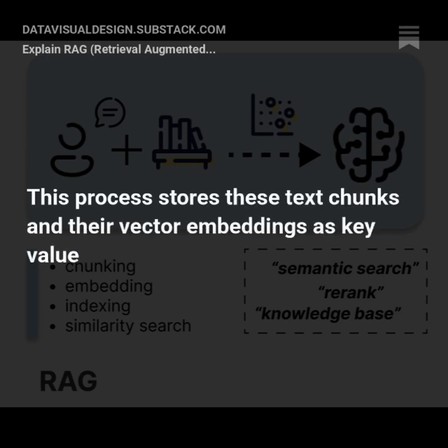 DATAVISUALDESIGN.SUBSTACK.COM
Explain RAG (Retrieval Augmented...
This process stores these text chunks
and their vector embeddings as key
value
• chunking
• embedding
• indexing
• similarity search
“semantic search”
“rerank”
“knowledge base”
RAG